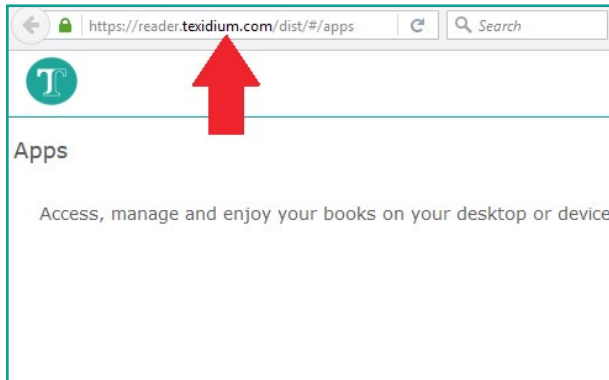 https://reader.texidium.com/dist/#/apps Search
T
Apps
Access, manage and enjoy your books on your desktop or device